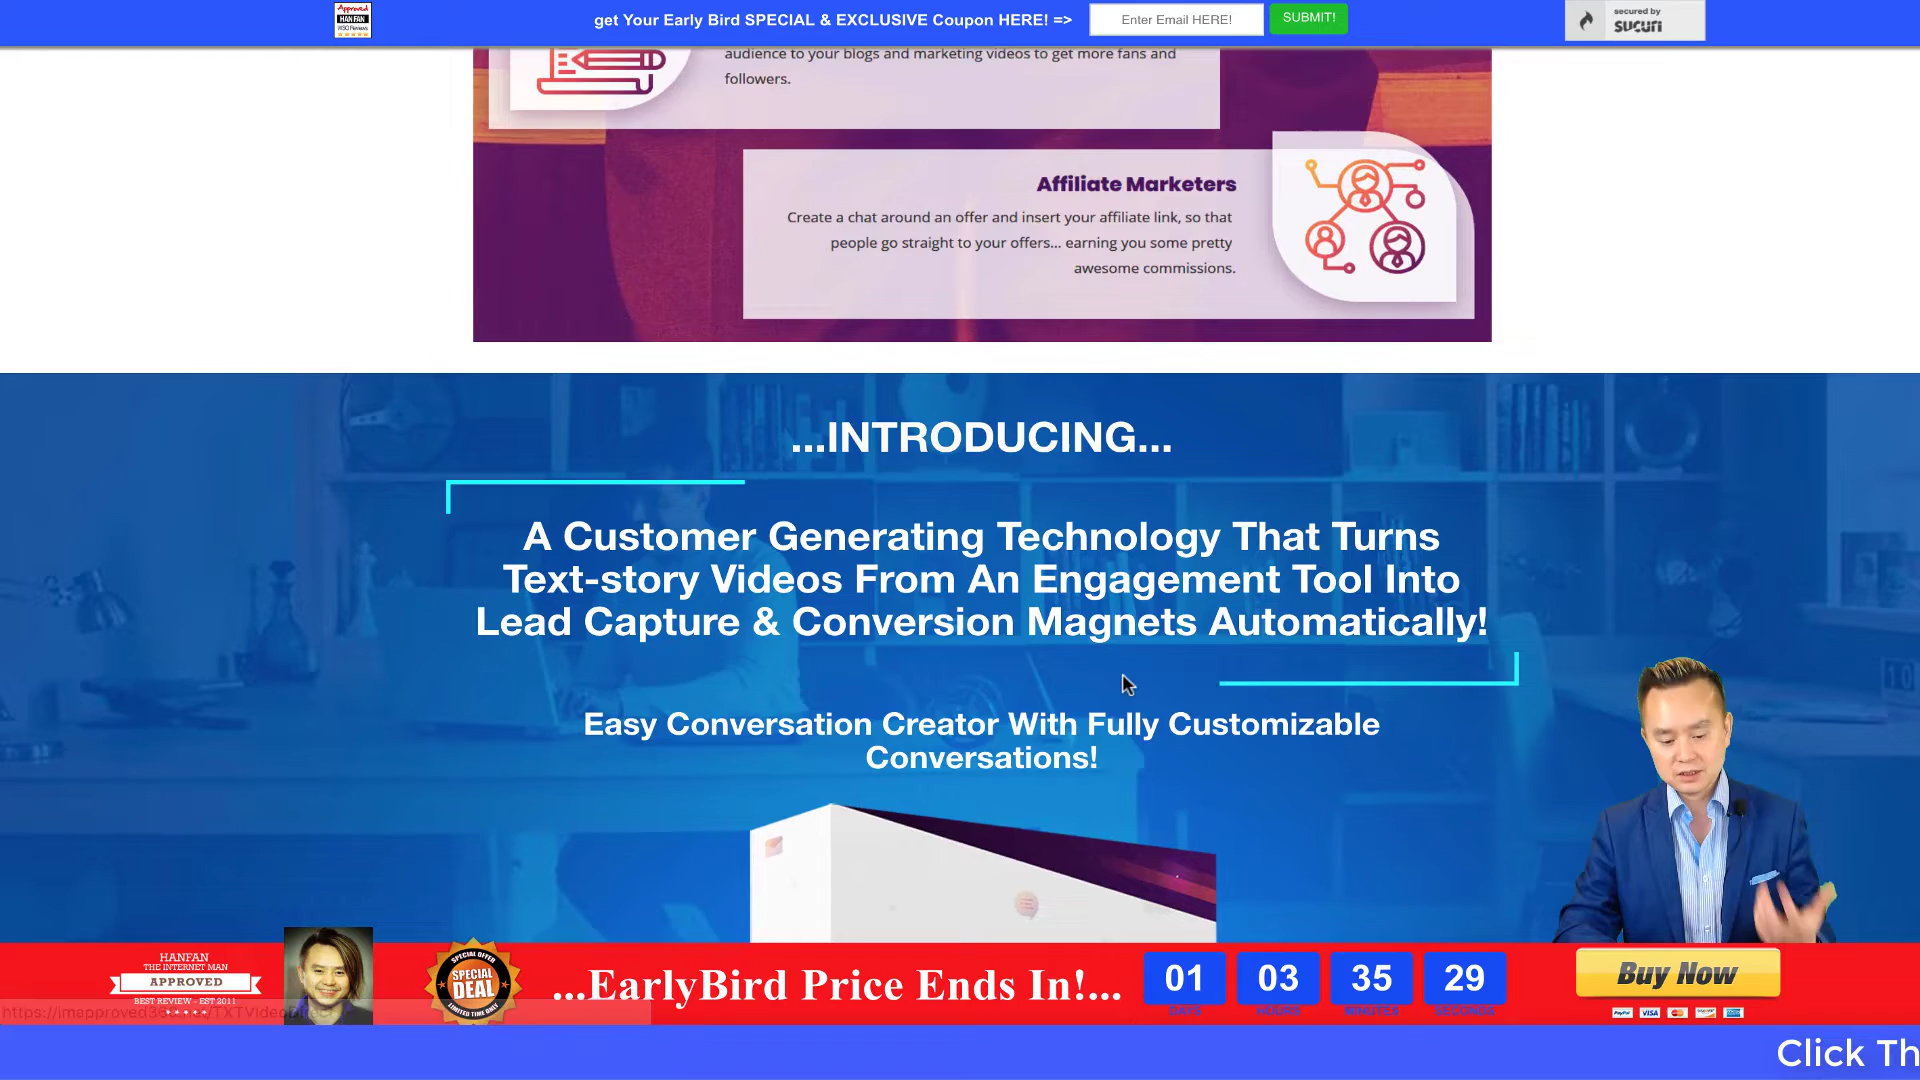 Approved
HAN FAN
get Your Early Bird SPECIAL & EXCLUSIVE Coupon HERE! =>
Enter Email HERE!
SUBMIT!
secured by
sucuri
audience to your blogs and marketing videos to get more fans and
followers.
Affiliate Marketers
Create a chat around an offer and insert your affiliate link, so that
people go straight to your offers... earning you some pretty
awesome commissions.
...INTRODUCING...
A Customer Generating Technology That Turns
Text-story Videos From An Engagement Tool Into
Lead Capture & Conversion Magnets Automatically!
Easy Conversation Creator With Fully Customizable
Conversations!
HANFAN
THE INTERNET MAN
APPROVED
BEST REVIEW - EST 2011
SPECIAL OFFER
SPECIAL
DEAL
LIMITED TIME ONLY
...EarlyBird Price Ends In!...
01 03 35 29
DAYS HOURS MINUTES SECONDS
Buy Now
PayPal VISA
Click Th